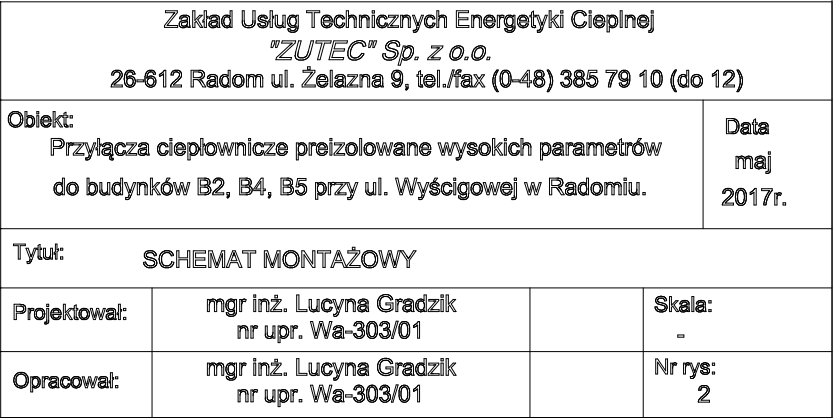 Zakład Usług Technicznych Energetyki Cieplnej
"ZUTEC" Sp. z o.o.
26-612 Radom ul. Żelazna 9, tel./fax (0-48) 385 79 10 (do 12)
Obiekt:
Przyłącza ciepłownicze preizolowane wysokich parametrów
do budynków B2, B4, B5 przy ul. Wyścigowej w Radomiu.
Data
maj
2017r.
Tytuł:
SCHEMAT MONTAŻOWY
Projektował:
mgr inż. Lucyna Gradzik
nr upr. Wa-303/01
Skala:
-
Opracował:
mgr inż. Lucyna Gradzik
nr upr. Wa-303/01
Nr rys:
2